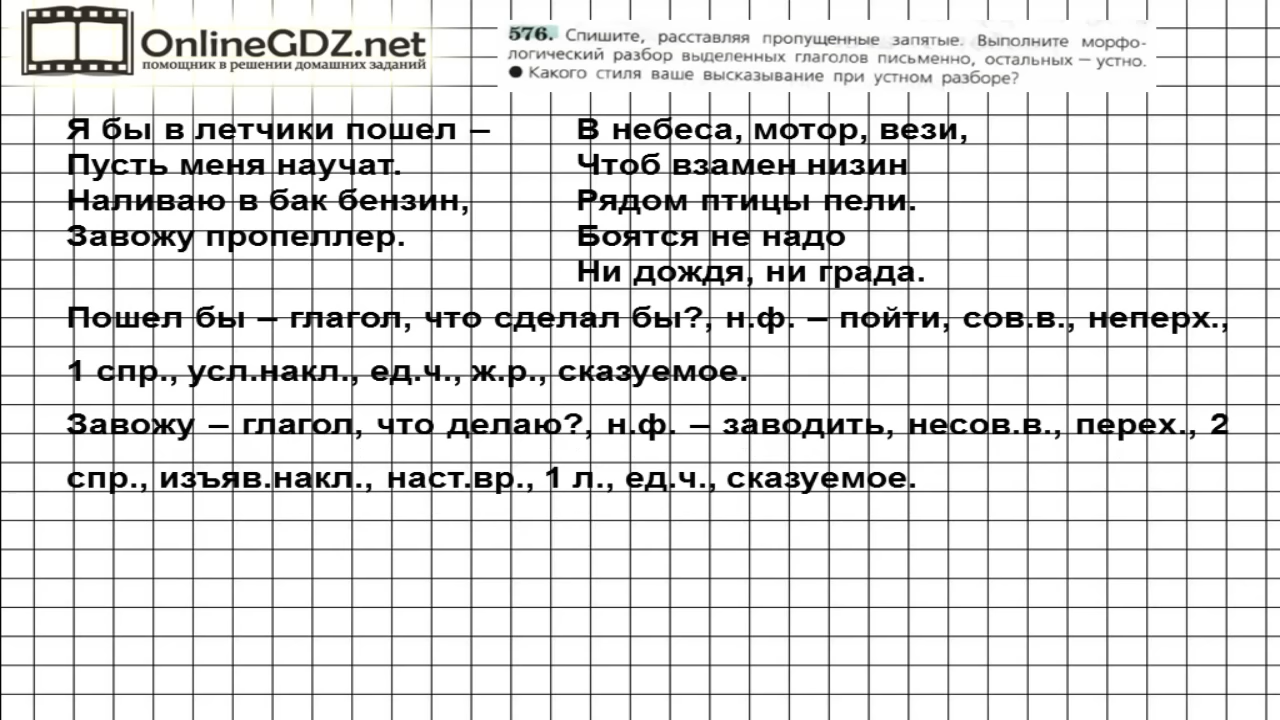 OnlineGDZ.net
помощник в решении домашних заданий
576. Спишите, расставляя пропущенные запятые. Выполните морфо-
логический разбор выделенных глаголов письменно, остальных – устно.
● Какого стиля ваше высказывание при устном разборе?
Я бы в летчики пошел –
Пусть меня научат.
Наливаю в бак бензин,
Завожу пропеллер.
В небеса, мотор, вези,
Чтоб взамен низин
Рядом птицы пели.
Боятся не надо
Ни дождя, ни града.
Пошел бы – глагол, что сделал бы?, н.ф. – пойти, сов.в., неперх.,
1 спр., усл.накл., ед.ч., ж.р., сказуемое.
Завожу – глагол, что делаю?, н.ф. – заводить, несов.в., перех., 2
спр., изъяв.накл., наст.вр., 1 л., ед.ч., сказуемое.